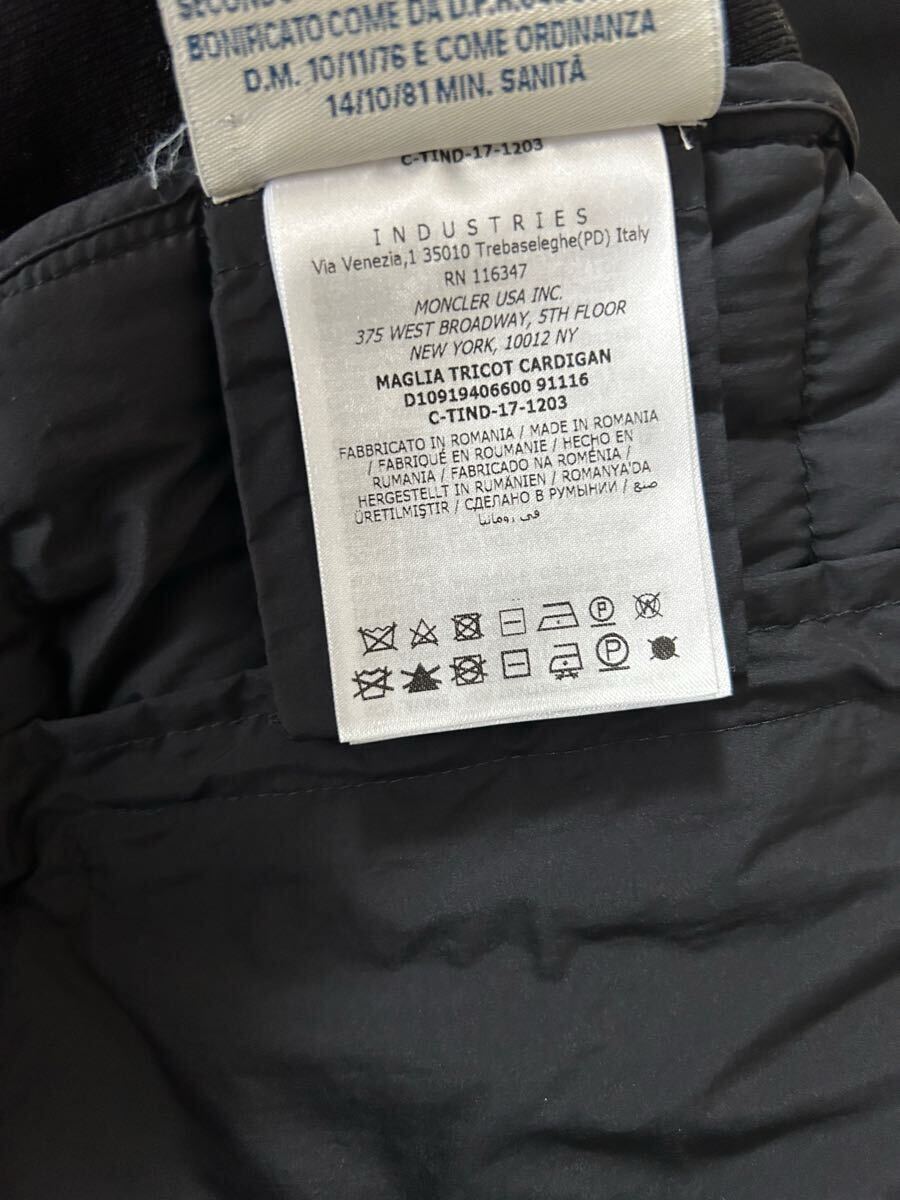 BONIFICATO COME DA D.P.R.
D.M. 10/11/76 E COME ORDINANZA
14/10/81 MIN. SANITÀ
C-TIND-17-1203
INDUSTRIES
Via Venezia,1 35010 Trebaseleghe(PD) Italy
RN 116347
MONCLER USA INC.
375 WEST BROADWAY, 5TH FLOOR
NEW YORK, 10012 NY
MAGLIA TRICOT CARDIGAN
D10919406600 91116
C-TIND-17-1203
FABBRICATO IN ROMANIA / MADE IN ROMANIA
/ FABRIQUÉ EN ROUMANIE / HECHO EN
RUMANIA / FABRICADO NA ROMÉNIA /
HERGESTELLT IN RUMÄNIEN / ROMANYA'DA
ÜRETILMIŞTIR / СДЕЛАНО В РУМЫНИИ / صنع
في رومانيا
P W
P